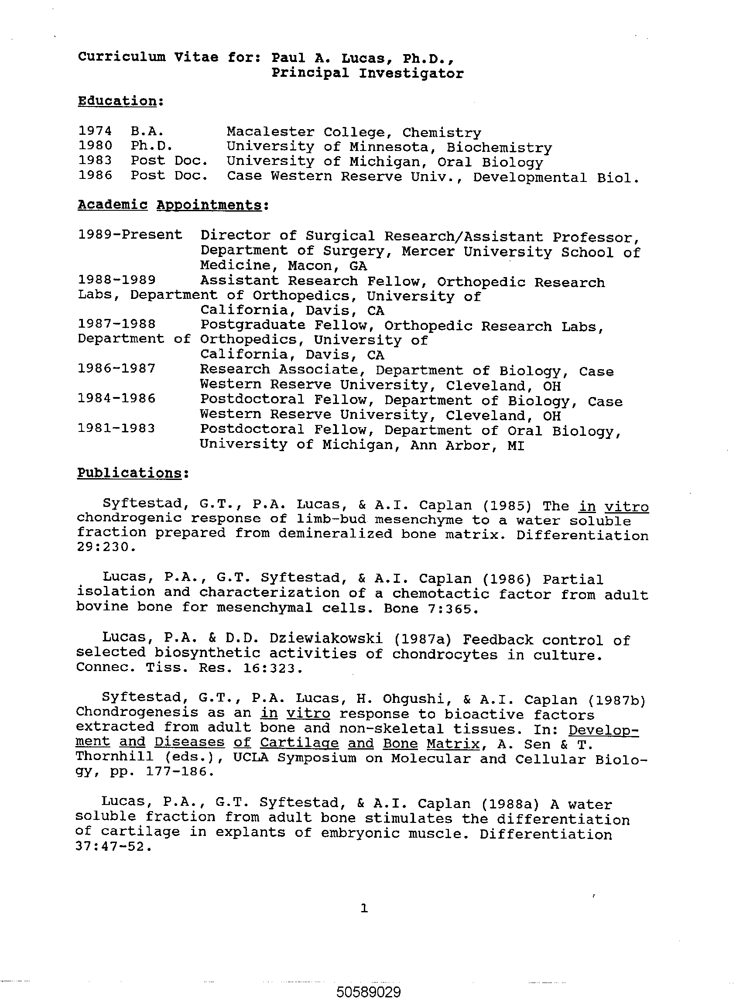 Curriculum Vitae for: Paul A. Lucas, Ph.D.,
Principal Investigator
Education:
1974 B.A. Macalester College, Chemistry
1980 Ph.D. University of Minnesota, Biochemistry
1983 Post Doc. University of Michigan, Oral Biology
1986 Post Doc. Case Western Reserve Univ., Developmental Biol.
Academic Appointments:
1989-Present Director of Surgical Research/Assistant Professor,
Department of Surgery, Mercer University School of
Medicine, Macon, GA
1988-1989 Assistant Research Fellow, Orthopedic Research
Labs, Department of Orthopedics, University of
California, Davis, CA
1987-1988 Postgraduate Fellow, Orthopedic Research Labs,
Department of Orthopedics, University of
California, Davis, CA
1986-1987 Research Associate, Department of Biology, Case
Western Reserve University, Cleveland, OH
1984-1986 Postdoctoral Fellow, Department of Biology, Case
Western Reserve University, Cleveland, OH
1981-1983 Postdoctoral Fellow, Department of Oral Biology,
University of Michigan, Ann Arbor, MI
Publications:
Syftestad, G.T., P.A. Lucas, & A.I. Caplan (1985) The in vitro
chondrogenic response of limb-bud mesenchyme to a water soluble
fraction prepared from demineralized bone matrix. Differentiation
29:230.
Lucas, P.A., G.T. Syftestad, & A.I. Caplan (1986) Partial
isolation and characterization of a chemotactic factor from adult
bovine bone for mesenchymal cells. Bone 7:365.
Lucas, P.A. & D.D. Dziewiakowski (1987a) Feedback control of
selected biosynthetic activities of chondrocytes in culture.
Connec. Tiss. Res. 16:323.
Syftestad, G.T., P.A. Lucas, H. Ohgushi, & A.I. Caplan (1987b)
Chondrogenesis as an in vitro response to bioactive factors
extracted from adult bone and non-skeletal tissues. In: Develop-
ment and Diseases of Cartilage and Bone Matrix, A. Sen & T.
Thornhill (eds.), UCLA Symposium on Molecular and Cellular Biolo-
gy, pp. 177-186.
Lucas, P.A., G.T. Syftestad, & A.I. Caplan (1988a) A water
soluble fraction from adult bone stimulates the differentiation
of cartilage in explants of embryonic muscle. Differentiation
37:47-52.
1
50589029